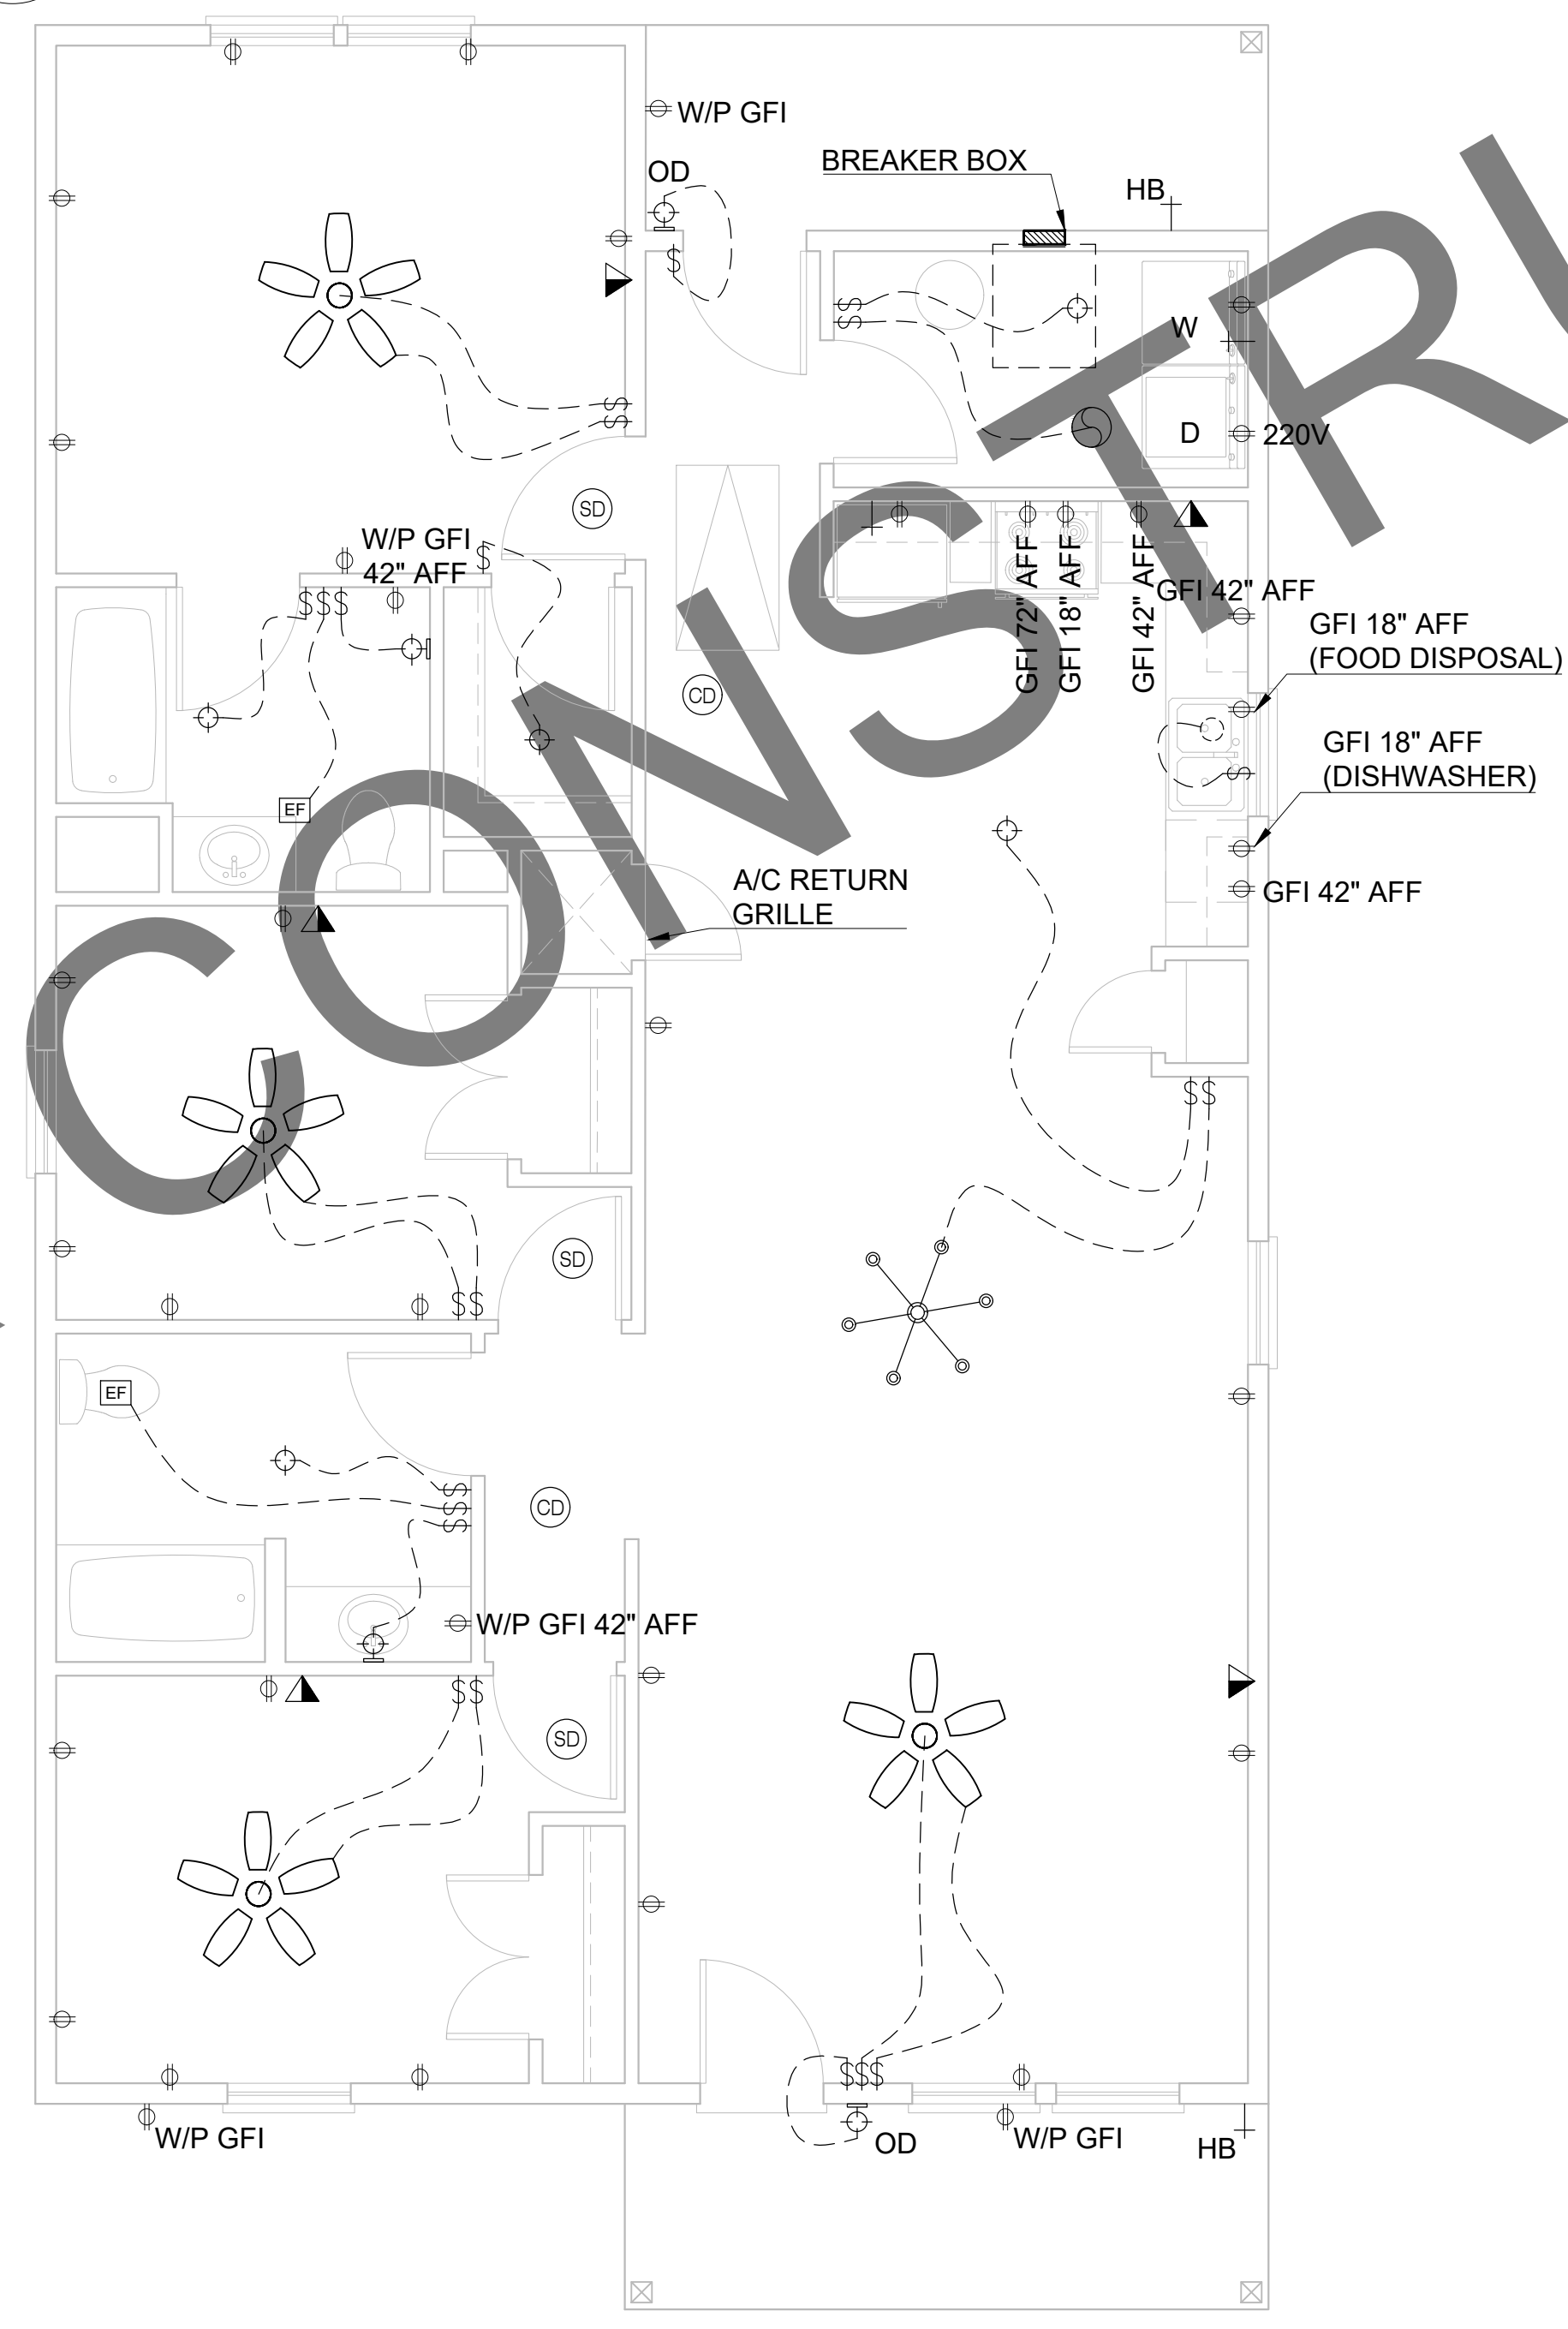 W/P GFI
OD
BREAKER BOX
HB
W
D
220V
SD
W/P GFI
42" AFF
$
$
$
$
$
$
$
$
$
GFI 72" AFF
GFI 18" AFF
GFI 42" AFF
GFI 42" AFF
GFI 18" AFF
(FOOD DISPOSAL)
CD
GFI 18" AFF
(DISHWASHER)
EF
A/C RETURN
GRILLE
GFI 42" AFF
$
$$
SD
$$
EF
$
$
$
CD
W/P GFI 42" AFF
$$
SD
$$$
W/P GFI
OD
W/P GFI
HB
CONSTR